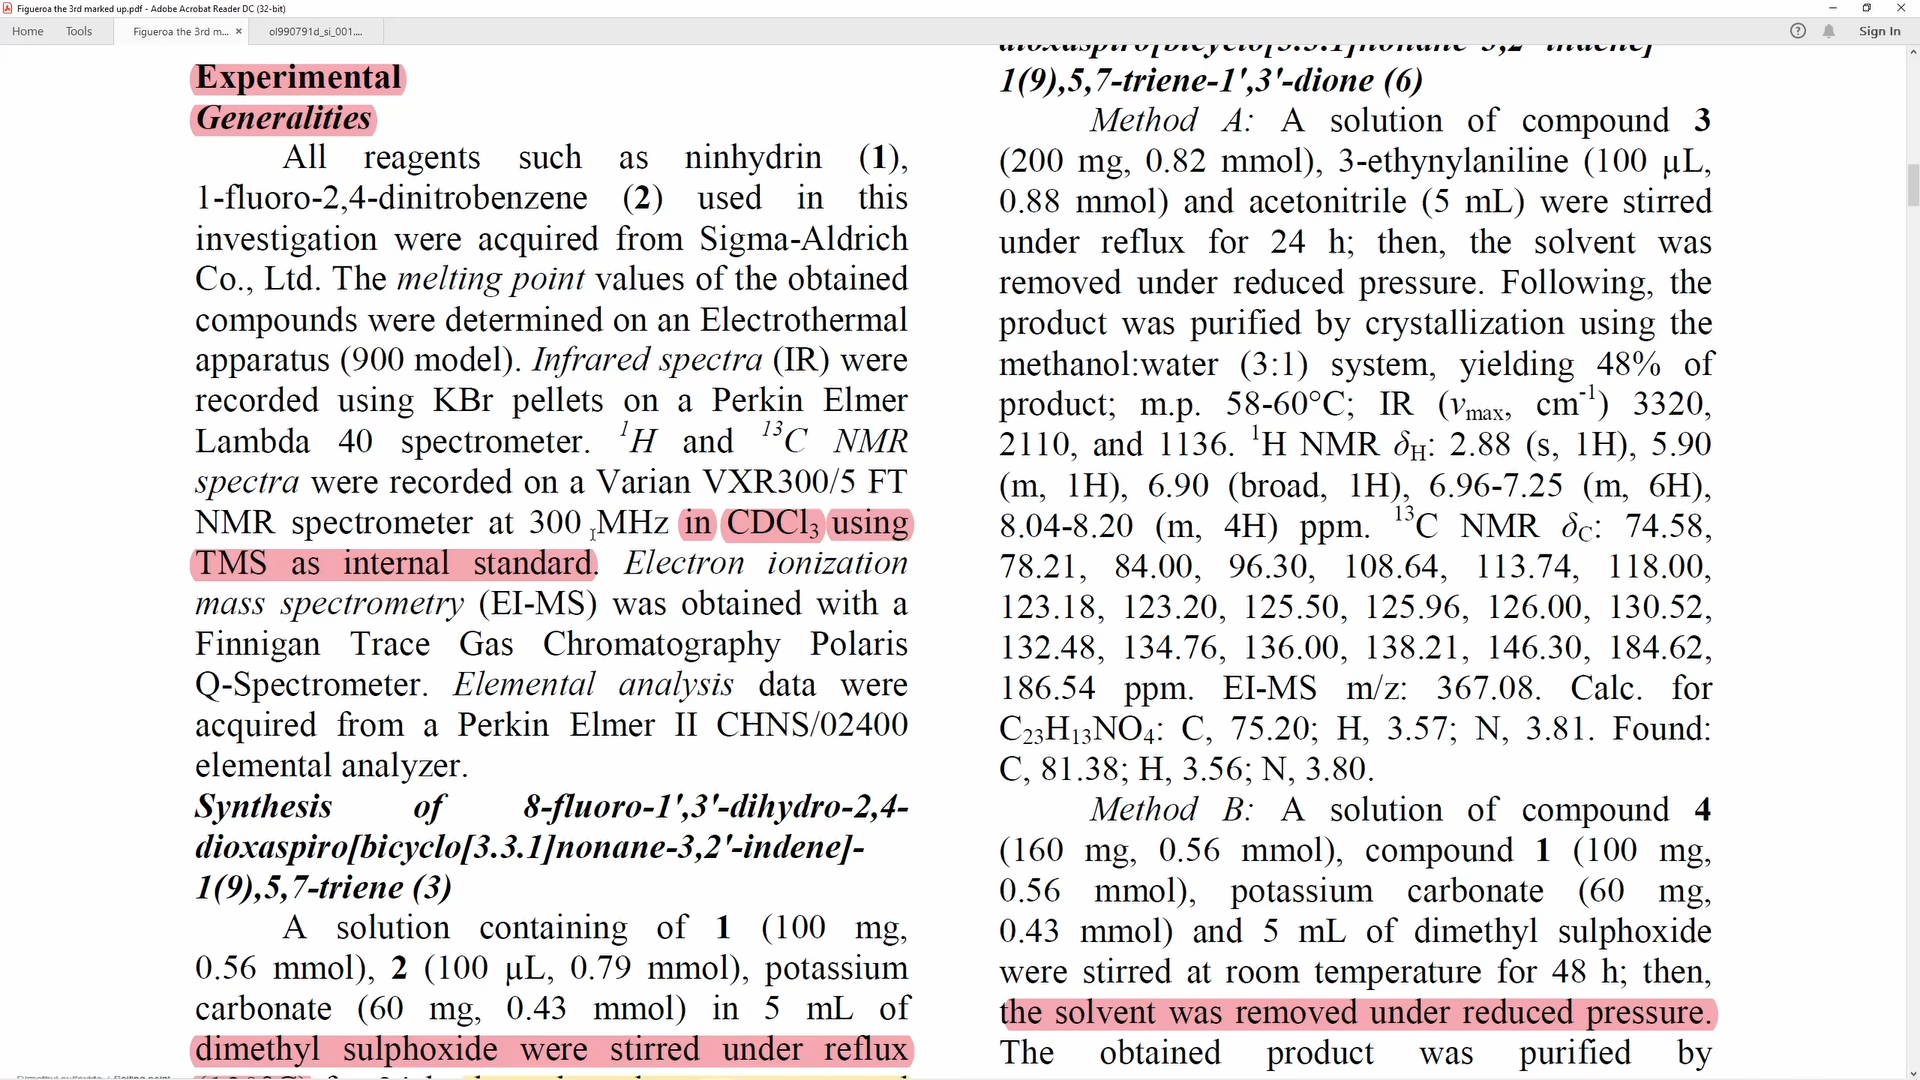 Figueroa the 3rd marked up.pdf - Adobe Acrobat Reader DC (32-bit)
Home Tools Figueroa the 3rd m... × ol990791d_si_001.... Sign In
Experimental
Generalities
All reagents such as ninhydrin (1),
1-fluoro-2,4-dinitrobenzene (2) used in this
investigation were acquired from Sigma-Aldrich
Co., Ltd. The melting point values of the obtained
compounds were determined on an Electrothermal
apparatus (900 model). Infrared spectra (IR) were
recorded using KBr pellets on a Perkin Elmer
Lambda 40 spectrometer. ¹H and ¹³C NMR
spectra were recorded on a Varian VXR300/5 FT
NMR spectrometer at 300 MHz in CDCl₃ using
TMS as internal standard. Electron ionization
mass spectrometry (EI-MS) was obtained with a
Finnigan Trace Gas Chromatography Polaris
Q-Spectrometer. Elemental analysis data were
acquired from a Perkin Elmer II CHNS/02400
elemental analyzer.
Synthesis of 8-fluoro-1',3'-dihydro-2,4-
dioxaspiro[bicyclo[3.3.1]nonane-3,2'-indene]-
1(9),5,7-triene (3)
A solution containing of 1 (100 mg,
0.56 mmol), 2 (100 µL, 0.79 mmol), potassium
carbonate (60 mg, 0.43 mmol) in 5 mL of
dimethyl sulphoxide were stirred under reflux
dioxaspiro[bicyclo[3.3.1]nonane-3,2'-indene]-
1(9),5,7-triene-1',3'-dione (6)
Method A: A solution of compound 3
(200 mg, 0.82 mmol), 3-ethynylaniline (100 µL,
0.88 mmol) and acetonitrile (5 mL) were stirred
under reflux for 24 h; then, the solvent was
removed under reduced pressure. Following, the
product was purified by crystallization using the
methanol:water (3:1) system, yielding 48% of
product; m.p. 58-60°C; IR (νmax, cm⁻¹) 3320,
2110, and 1136. ¹H NMR δH: 2.88 (s, 1H), 5.90
(m, 1H), 6.90 (broad, 1H), 6.96-7.25 (m, 6H),
8.04-8.20 (m, 4H) ppm. ¹³C NMR δC: 74.58,
78.21, 84.00, 96.30, 108.64, 113.74, 118.00,
123.18, 123.20, 125.50, 125.96, 126.00, 130.52,
132.48, 134.76, 136.00, 138.21, 146.30, 184.62,
186.54 ppm. EI-MS m/z: 367.08. Calc. for
C₂₃H₁₃NO₄: C, 75.20; H, 3.57; N, 3.81. Found:
C, 81.38; H, 3.56; N, 3.80.
Method B: A solution of compound 4
(160 mg, 0.56 mmol), compound 1 (100 mg,
0.56 mmol), potassium carbonate (60 mg,
0.43 mmol) and 5 mL of dimethyl sulphoxide
were stirred at room temperature for 48 h; then,
the solvent was removed under reduced pressure.
The obtained product was purified by